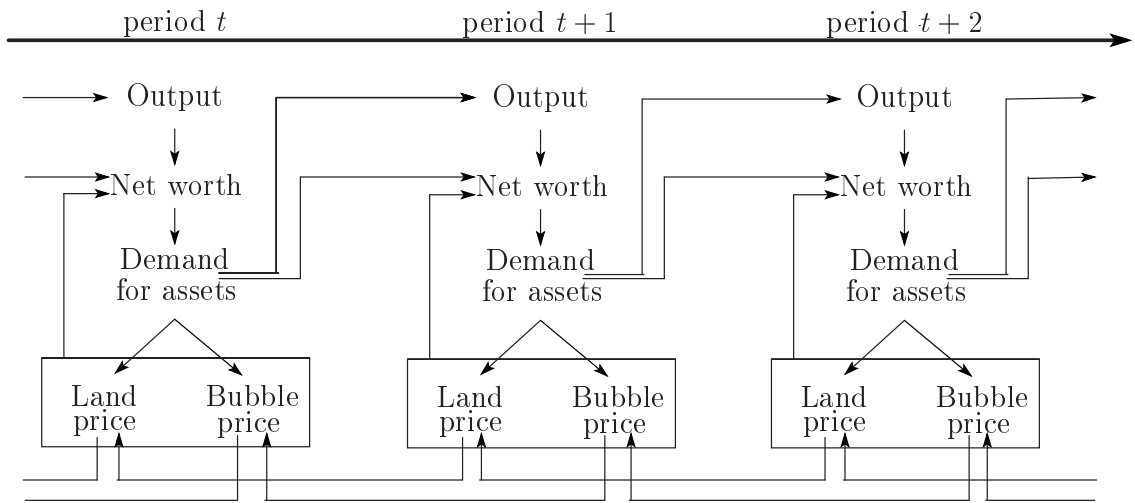 period t period t + 1 period t + 2
Output Output Output
Net worth Net worth Net worth
Demand Demand Demand
for assets for assets for assets
Land Bubble Land Bubble Land Bubble
price price price price price price